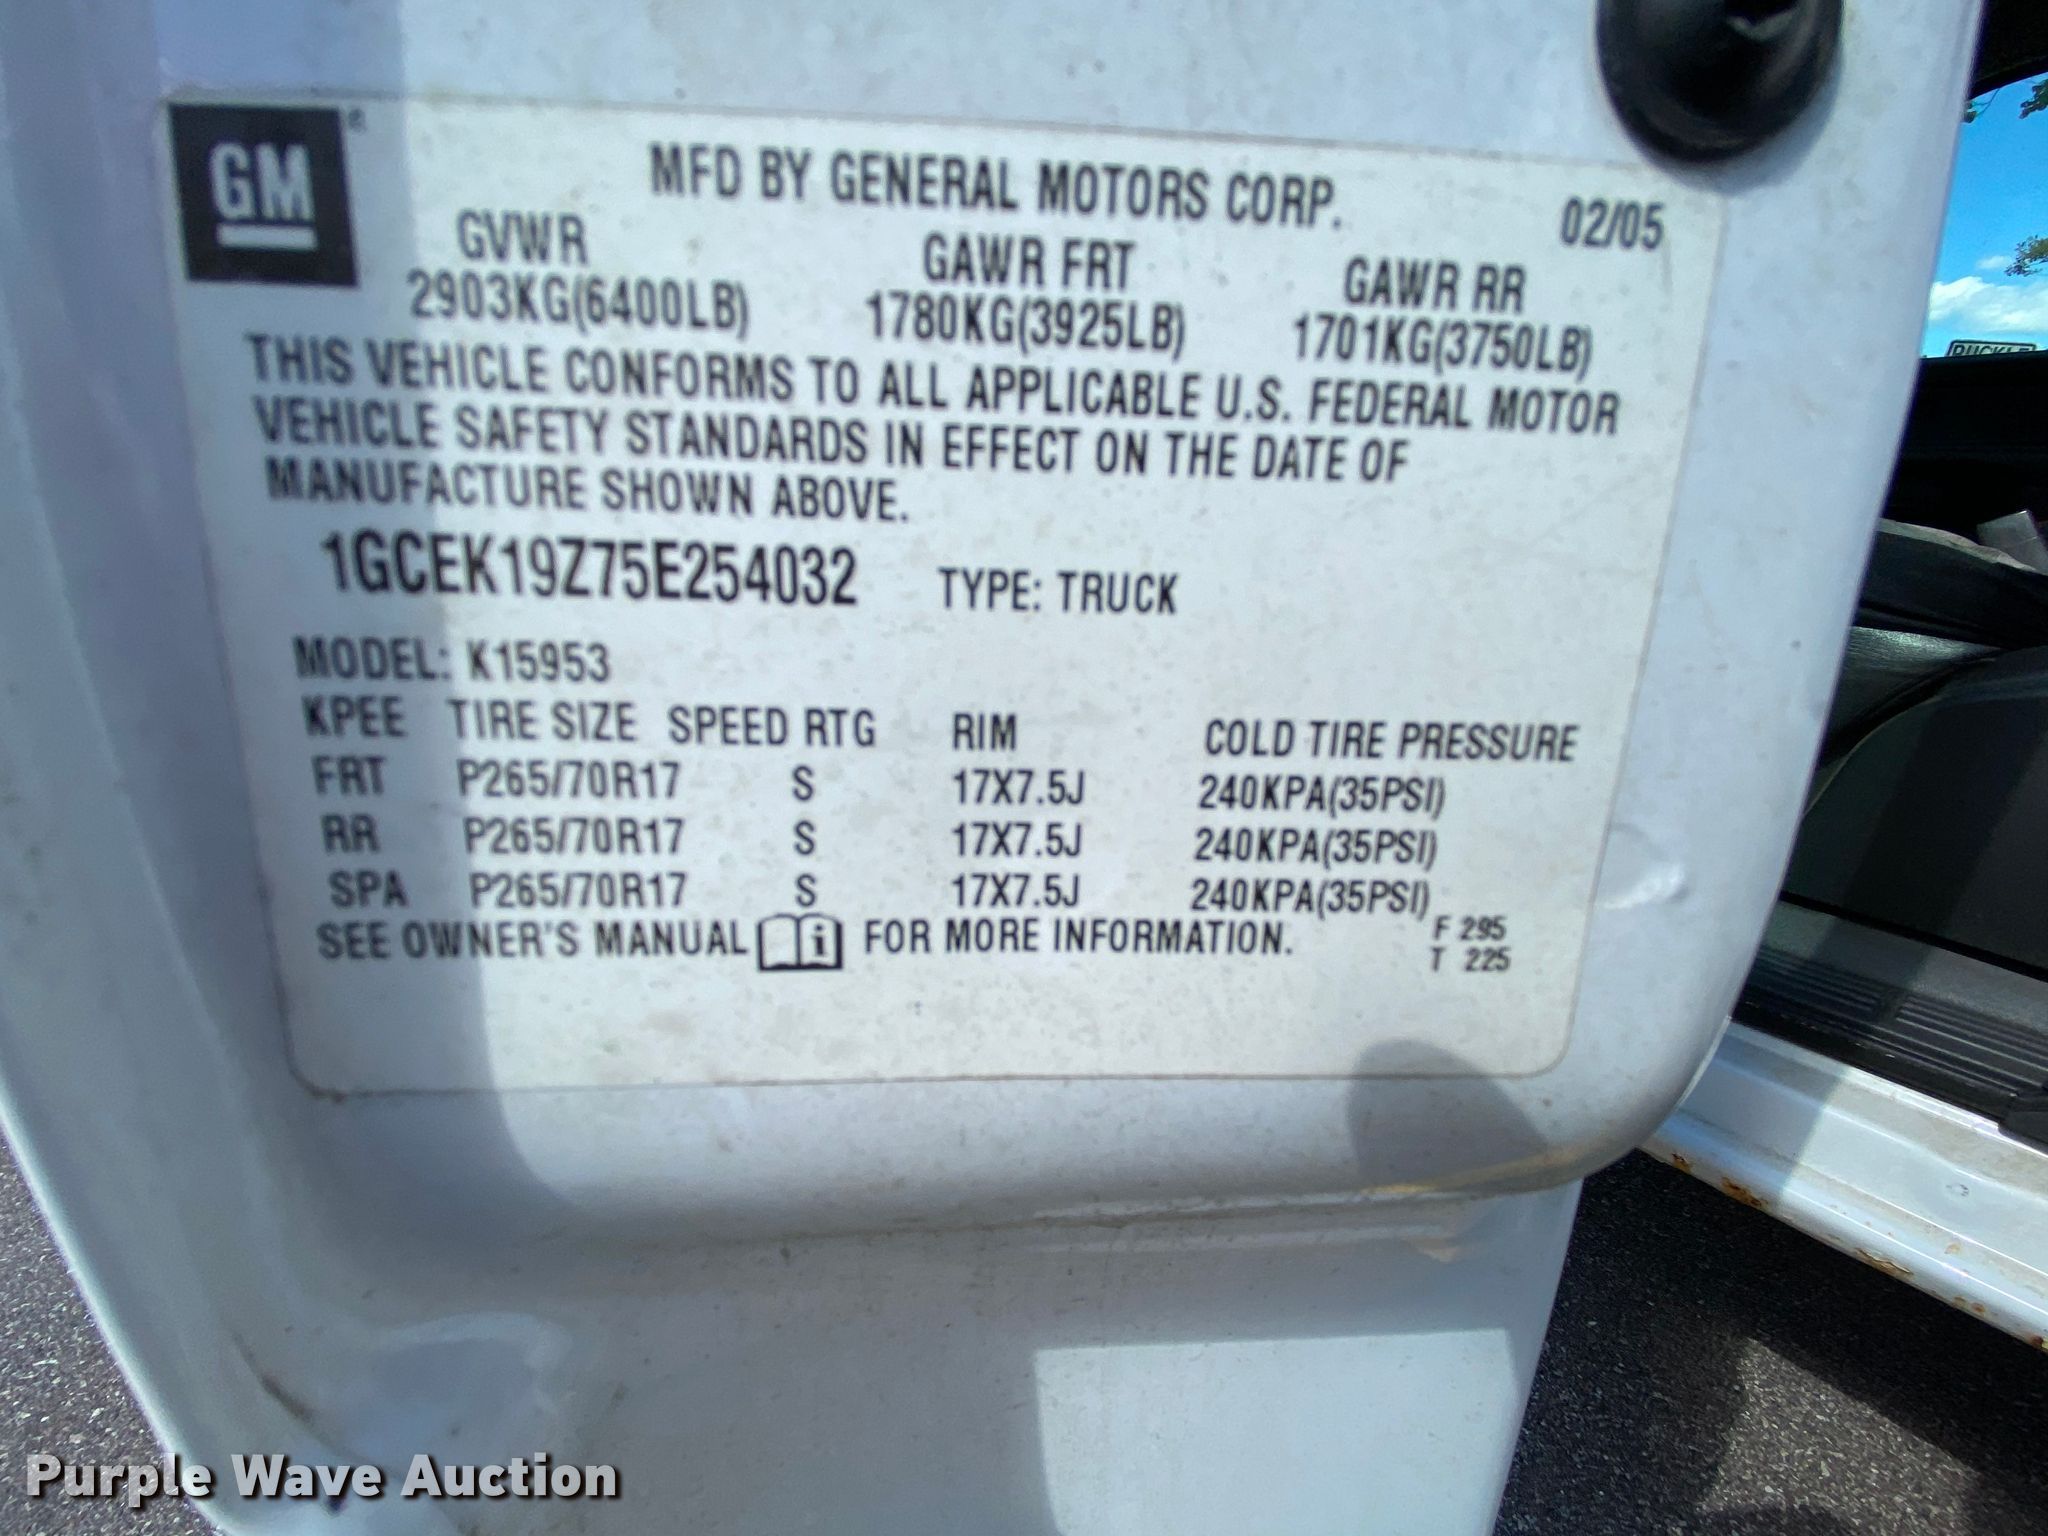 GM
MFD BY GENERAL MOTORS CORP.
02/05
GVWR GAWR FRT GAWR RR
2903KG(6400LB) 1780KG(3925LB) 1701KG(3750LB)
THIS VEHICLE CONFORMS TO ALL APPLICABLE U.S. FEDERAL MOTOR
VEHICLE SAFETY STANDARDS IN EFFECT ON THE DATE OF
MANUFACTURE SHOWN ABOVE.
1GCEK19Z75E254032 TYPE: TRUCK
MODEL: K15953
KPEE TIRE SIZE SPEED RTG RIM COLD TIRE PRESSURE
FRT P265/70R17 S 17X7.5J 240KPA(35PSI)
RR P265/70R17 S 17X7.5J 240KPA(35PSI)
SPA P265/70R17 S 17X7.5J 240KPA(35PSI)
SEE OWNER'S MANUAL i FOR MORE INFORMATION.
F 295
T 225
Purple Wave Auction